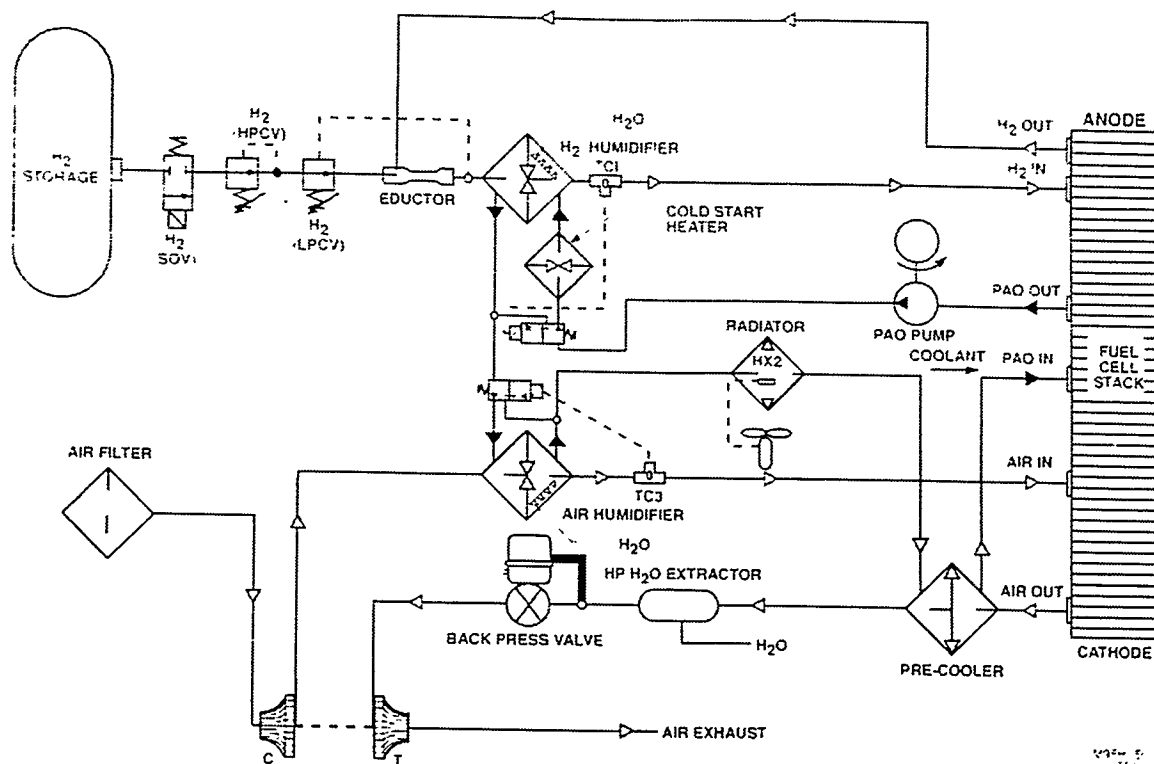 H2
STORAGE
H2
SOV)
H2
(HPCV)
H2
(LPCV)
EDUCTOR
H2O
H2 HUMIDIFIER
TC1
COLD START
HEATER
H2 OUT
ANODE
H2 IN
PAO PUMP
PAO OUT
COOLANT
PAO IN
FUEL
CELL
STACK
RADIATOR
HX2
AIR FILTER
AIR IN
TC3
AIR HUMIDIFIER
H2O
HP H2O EXTRACTOR
BACK PRESS VALVE
H2O
AIR OUT
PRE-COOLER
CATHODE
AIR EXHAUST
C
T